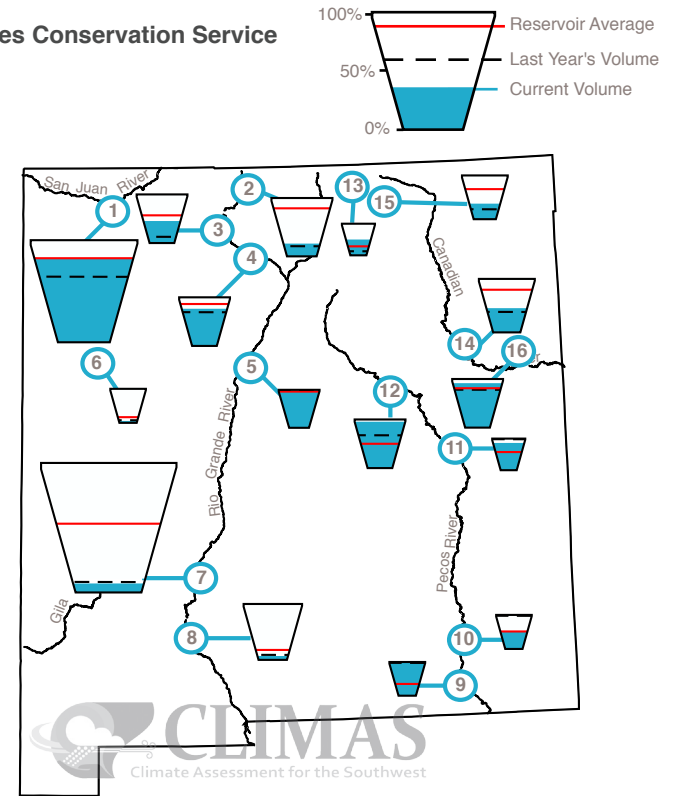 es Conservation Service
100%
50%
0%
Reservoir Average
Last Year's Volume
Current Volume
San Juan River
1
2
3
4
13
15
Canadian
14
16
er
6
5
12
11
Rio Grande River
Pecos River
7
Gila
8
10
9
CLIMAS
Climate Assessment for the Southwest